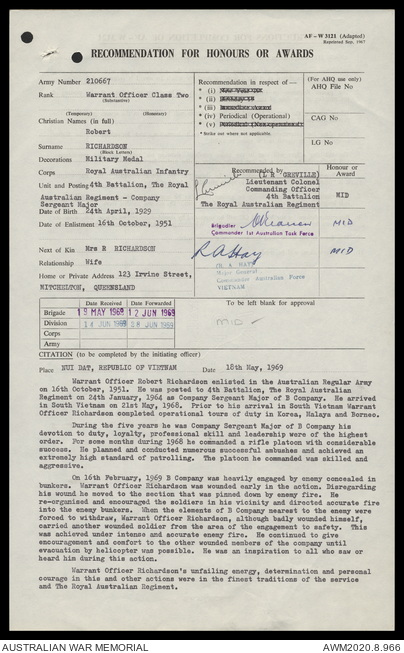 AF - W 3121 (Adapted)
Reprinted Sep, 1967
RECOMMENDATION FOR HONOURS OR AWARDS
Army Number 210667
Rank Warrant Officer Class Two
(Substantive)
(Temporary) (Honorary)
Christian Names (in full)
Robert
Surname RICHARDSON
(Block Letters)
Decorations Military Medal
Corps Royal Australian Infantry
Unit and Posting 4th Battalion, The Royal
Australian Regiment - Company
Sergeant Major
Date of Birth 24th April, 1929
Date of Enlistment 16th October, 1951
Next of Kin Mrs R RICHARDSON
Relationship Wife
Home or Private Address 123 Irvine Street,
MITCHELTON, QUEENSLAND
Recommendation in respect of —
* (i)
* (ii)
* (iii)
* (iv) Periodical (Operational)
* (v)
* Strike out where not applicable.
(For AHQ use only)
AHQ File No
CAG No
LG No
Recommended by
(L H GREVILLE)
Lieutenant Colonel
Commanding Officer
4th Battalion
The Royal Australian Regiment
Honour or
Award
MID
Brigadier
Commander 1st Australian Task Force
MID
R A Hay
Major General
Commander Australian Force
VIETNAM
MID
Date Received Date Forwarded
Brigade 19 MAY 1969 12 JUN 1969
Division 14 JUN 1969 JUN 1969
Corps
Army
To be left blank for approval
MID
CITATION (to be completed by the initiating officer)
Place NUI DAT, REPUBLIC OF VIETNAM Date 18th May, 1969
Warrant Officer Robert Richardson enlisted in the Australian Regular Army
on 16th October, 1951. He was posted to 4th Battalion, The Royal Australian
Regiment on 24th January, 1964 as Company Sergeant Major of B Company. He arrived
in South Vietnam on 21st May, 1968. Prior to his arrival in South Vietnam Warrant
Officer Richardson completed operational tours of duty in Korea, Malaya and Borneo.
During the five years he was Company Sergeant Major of B Company his
devotion to duty, loyalty, professional skill and leadership were of the highest
order. For some months during 1968 he commanded a rifle platoon with considerable
success. He planned and conducted numerous successful ambushes and achieved an
extremely high standard of patrolling. The platoon he commanded was skilled and
aggressive.
On 16th February, 1969 B Company was heavily engaged by enemy concealed in
bunkers. Warrant Officer Richardson was wounded early in the action. Disregarding
his wound he moved to the section that was pinned down by enemy fire. He
re-organised and encouraged the soldiers in his vicinity and directed accurate fire
into the enemy bunkers. When the elements of B Company nearest to the enemy were
forced to withdraw, Warrant Officer Richardson, although badly wounded himself,
carried another wounded soldier from the area of the engagement to safety. This
was achieved under intense and accurate enemy fire. He continued to give
encouragement and comfort to the other wounded members of the company until
evacuation by helicopter was possible. He was an inspiration to all who saw or
heard him during this action.
Warrant Officer Richardson's unfailing energy, determination and personal
courage in this and other actions were in the finest traditions of the service
and The Royal Australian Regiment.
AUSTRALIAN WAR MEMORIAL AWM2020.8.966